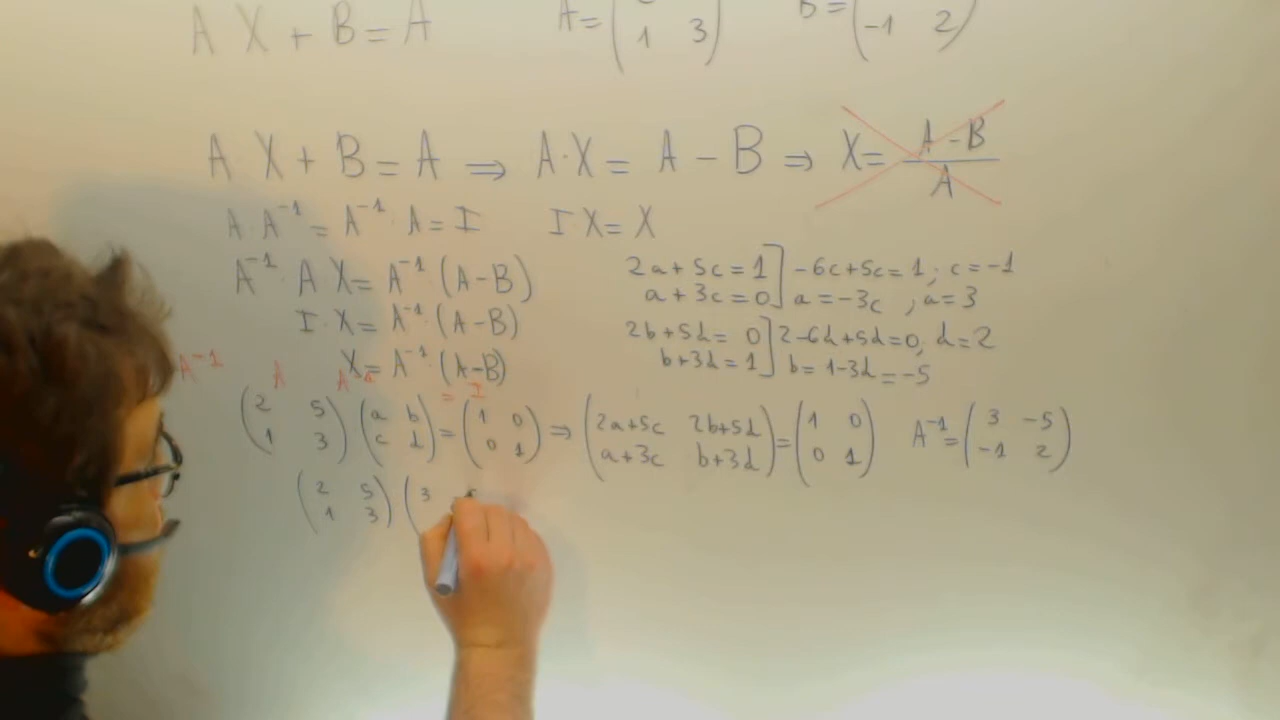 A X + B = A A = ( 1 3 ) B = ( -1 2 )
A X + B = A ⇒ A·X = A - B ⇒ X = A - B / A
A·A⁻¹ = A⁻¹·A = I I X = X
A⁻¹·A X = A⁻¹·(A-B)
I·X = A⁻¹·(A-B)
X = A⁻¹·(A-B)
2a+5c = 1 ] -6c+5c = 1; c = -1
a+3c = 0 ] a = -3c, a = 3
2b+5d = 0 ] 2-6d+5d = 0, d = 2
b+3d = 1 ] b = 1-3d = -5
A⁻¹ A A = I
(2 5; 1 3) (a b; c d) = (1 0; 0 1) ⇒ (2a+5c 2b+5d; a+3c b+3d) = (1 0; 0 1) A⁻¹ = (3 -5; -1 2)
(2 5; 1 3) (3